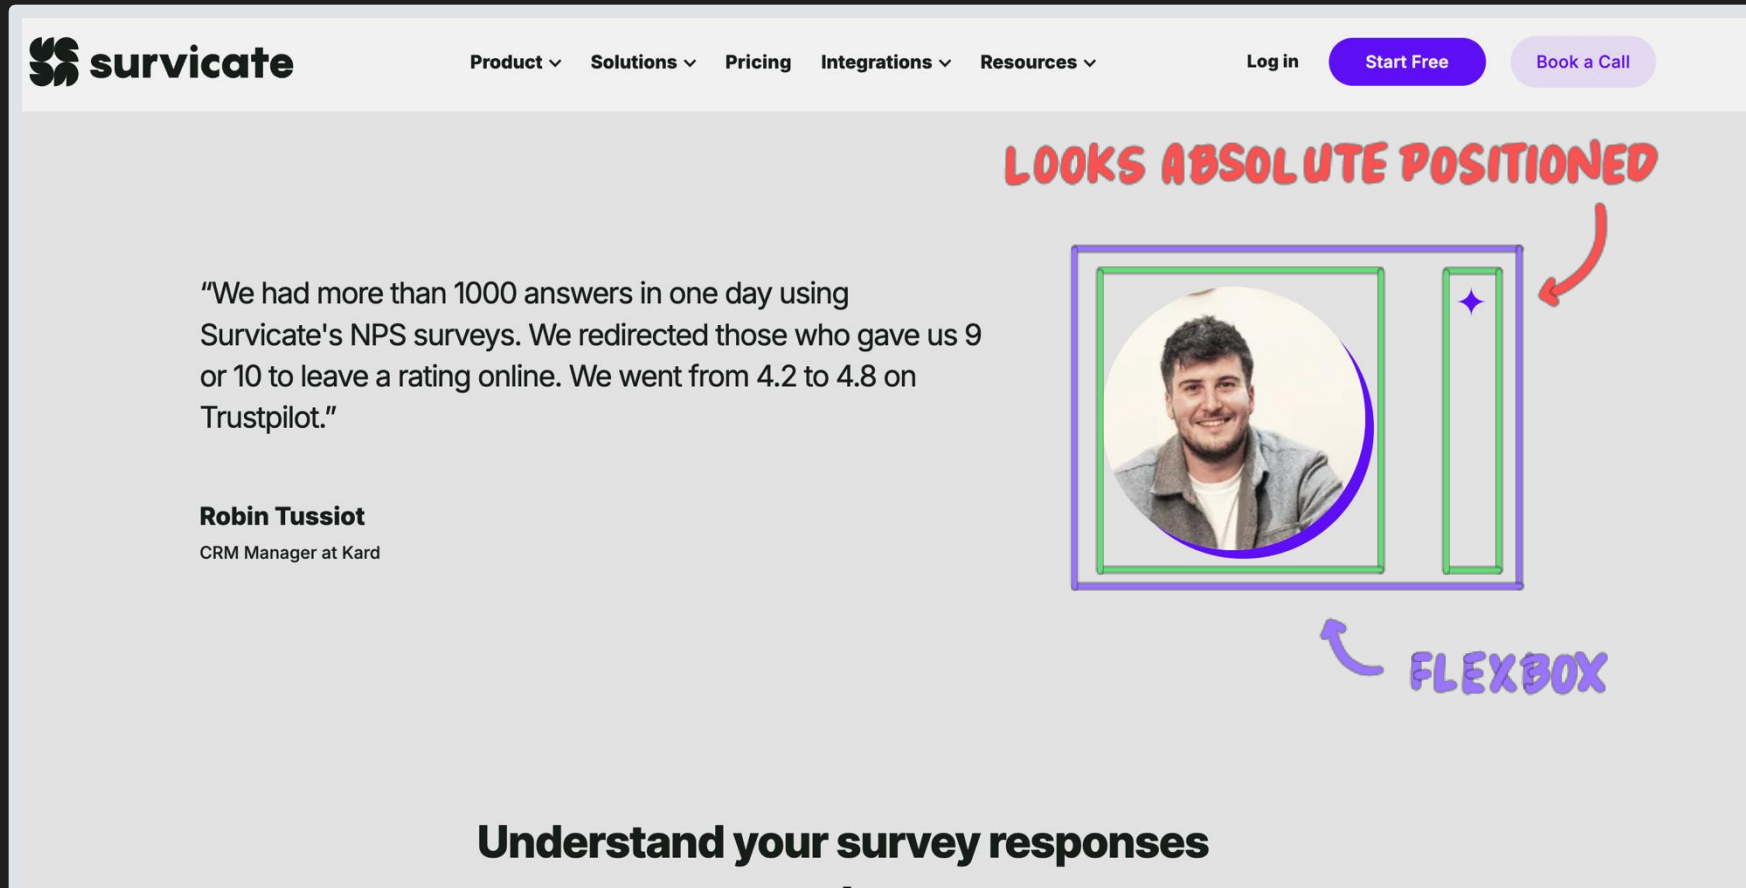 survicate
Product
Solutions
Pricing
Integrations
Resources
Log in
Start Free
Book a Call
LOOKS ABSOLUTE POSITIONED
“We had more than 1000 answers in one day using
Survicate's NPS surveys. We redirected those who gave us 9
or 10 to leave a rating online. We went from 4.2 to 4.8 on
Trustpilot.”
Robin Tussiot
CRM Manager at Kard
FLEXBOX
Understand your survey responses